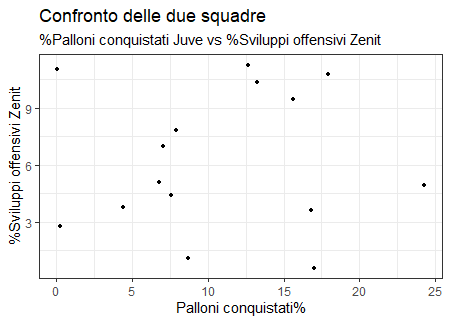 Confronto delle due squadre
%Palloni conquistati Juve vs %Sviluppi offensivi Zenit
%Sviluppi offensivi Zenit
9
6
3
0 5 10 15 20 25
Palloni conquistati%